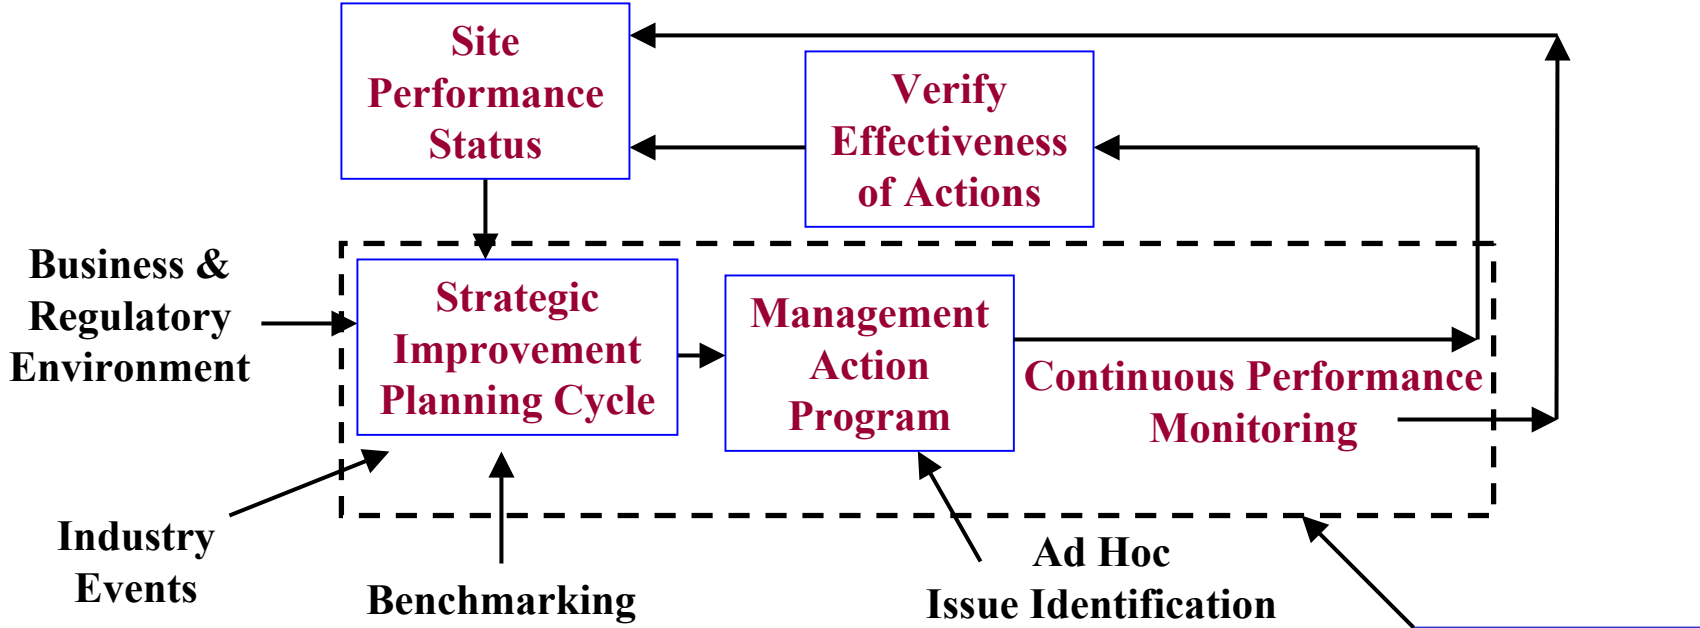 Site
Performance
Status
Verify
Effectiveness
of Actions
Business &
Regulatory
Environment
Strategic
Improvement
Planning Cycle
Management
Action
Program
Continuous Performance
Monitoring
Industry
Events
Benchmarking
Ad Hoc
Issue Identification